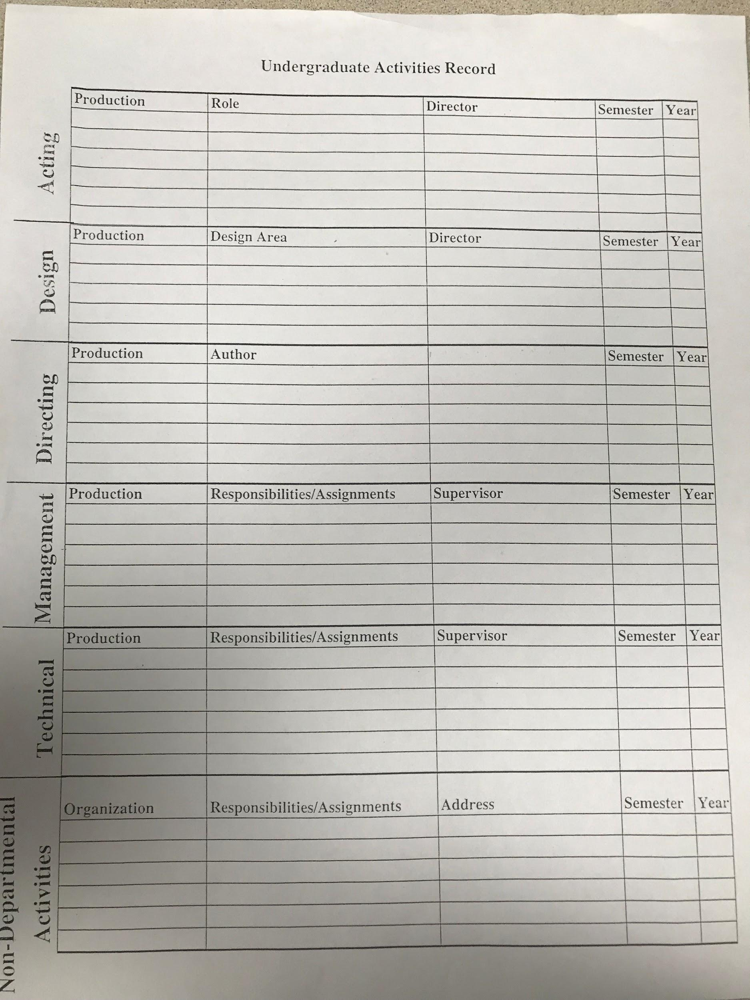 Undergraduate Activities Record
Acting
Production Role Director Semester Year
Design
Production Design Area Director Semester Year
Directing
Production Author Semester Year
Management
Production Responsibilities/Assignments Supervisor Semester Year
Technical
Production Responsibilities/Assignments Supervisor Semester Year
Non-Departmental
Activities
Organization Responsibilities/Assignments Address Semester Year